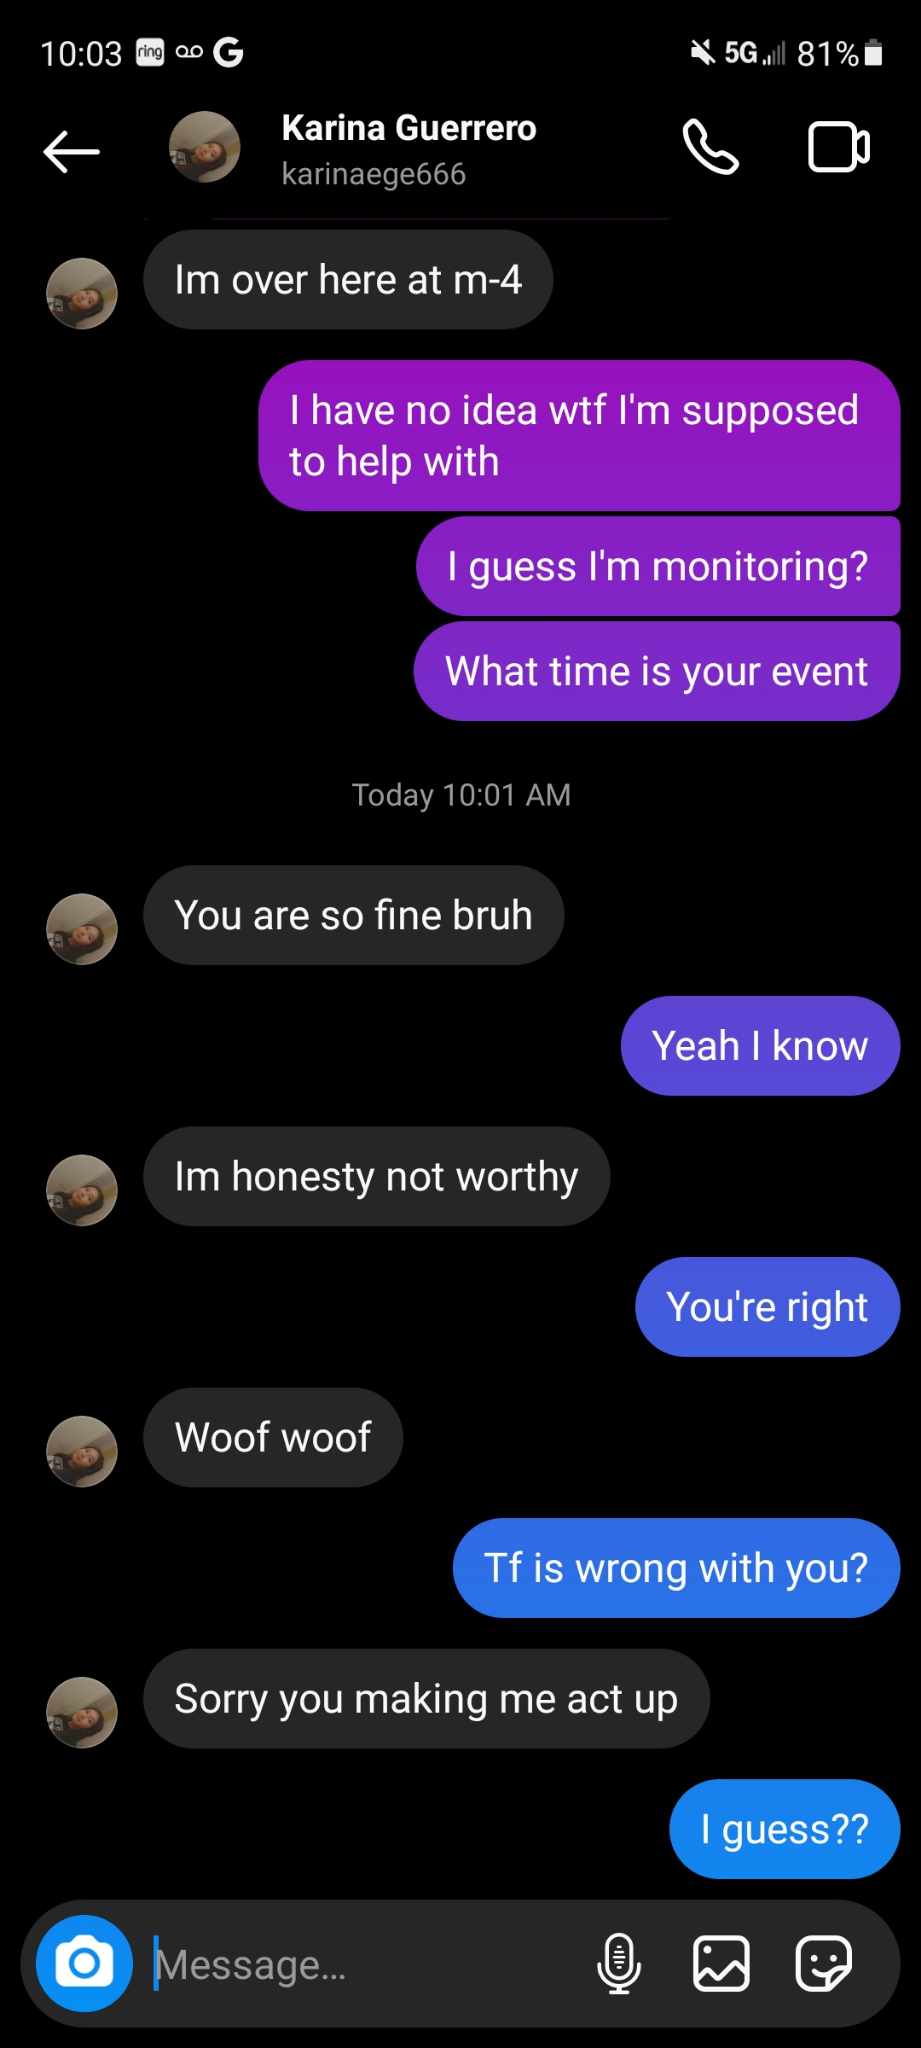 10:03 ring G 5G 81%
Karina Guerrero
karinaege666
Im over here at m-4
I have no idea wtf I'm supposed
to help with
I guess I'm monitoring?
What time is your event
Today 10:01 AM
You are so fine bruh
Yeah I know
Im honesty not worthy
You're right
Woof woof
Tf is wrong with you?
Sorry you making me act up
I guess??
Message...